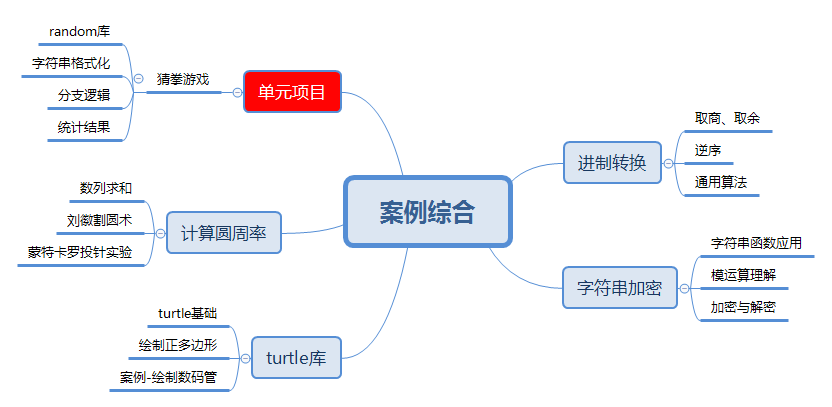 案例综合
进制转换
取商、取余
逆序
通用算法
字符串加密
字符串函数应用
模运算理解
加密与解密
turtle库
turtle基础
绘制正多边形
案例-绘制数码管
计算圆周率
数列求和
刘徽割圆术
蒙特卡罗投针实验
单元项目
猜拳游戏
random库
字符串格式化
分支逻辑
统计结果